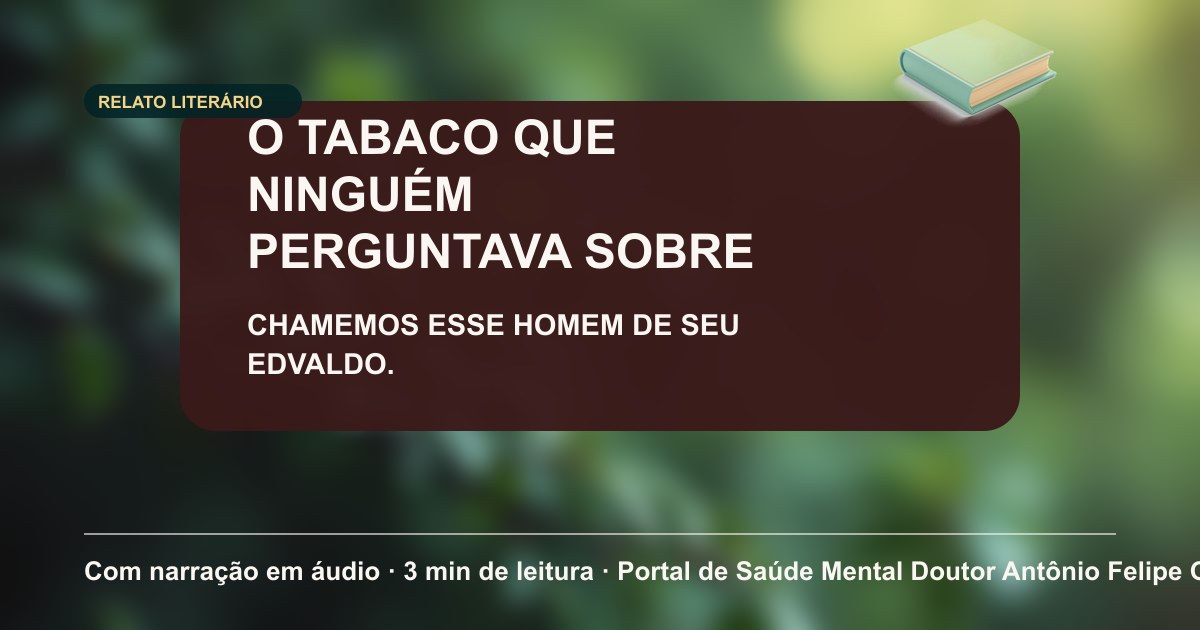 RELATO LITERÁRIO
O TABACO QUE
NINGUÉM
PERGUNTAVA SOBRE
CHAMEMOS ESSE HOMEM DE SEU
EDVALDO.
Com narração em áudio · 3 min de leitura · Portal de Saúde Mental Doutor Antônio Felipe